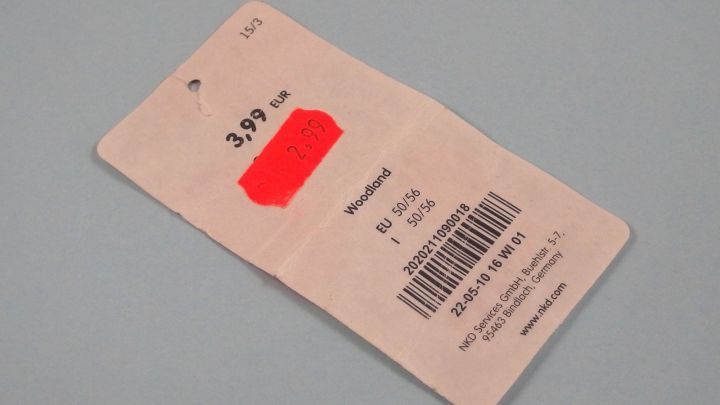 15/3
3,99 EUR
2.99
Woodland
EU 50/56
I 50/56
2020211090018
22-05-10 16 WI 01
NKD Services GmbH, Buehlstr. 5-7,
95463 Bindlach, Germany
www.nkd.com